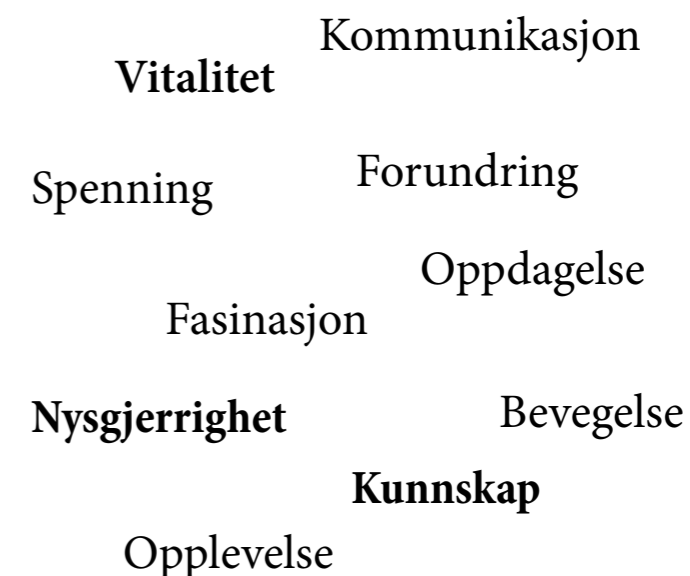 Kommunikasjon
Vitalitet
Forundring
Spenning
Oppdagelse
Fasinasjon
Bevegelse
Nysgjerrighet
Kunnskap
Opplevelse